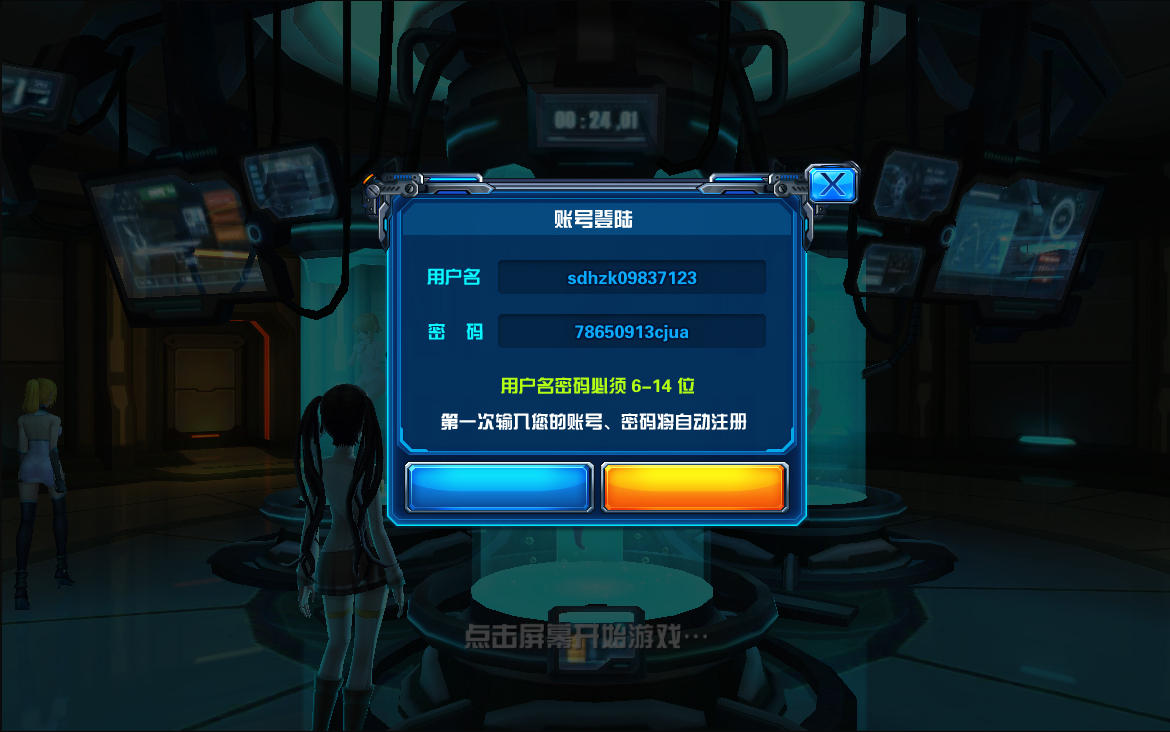 00:24,01
账号登陆
用户名 sdhzk09837123
密 码 78650913cjua
用户名密码必须 6-14 位
第一次输入您的账号、密码将自动注册
点击屏幕开始游戏…